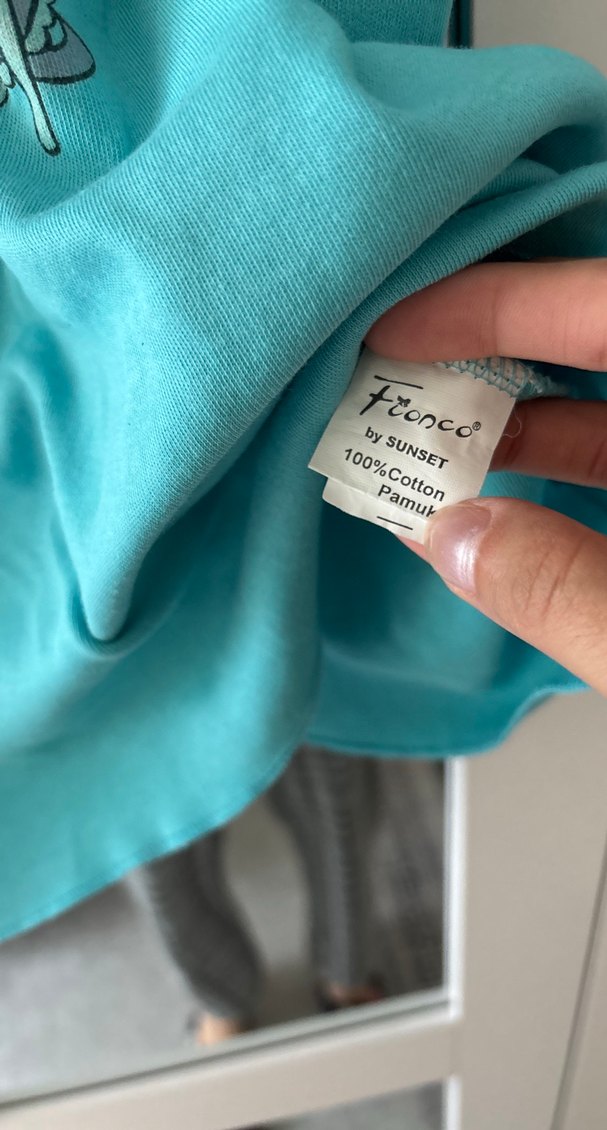 Fionco®
by SUNSET
100%Cotton
Pamuk